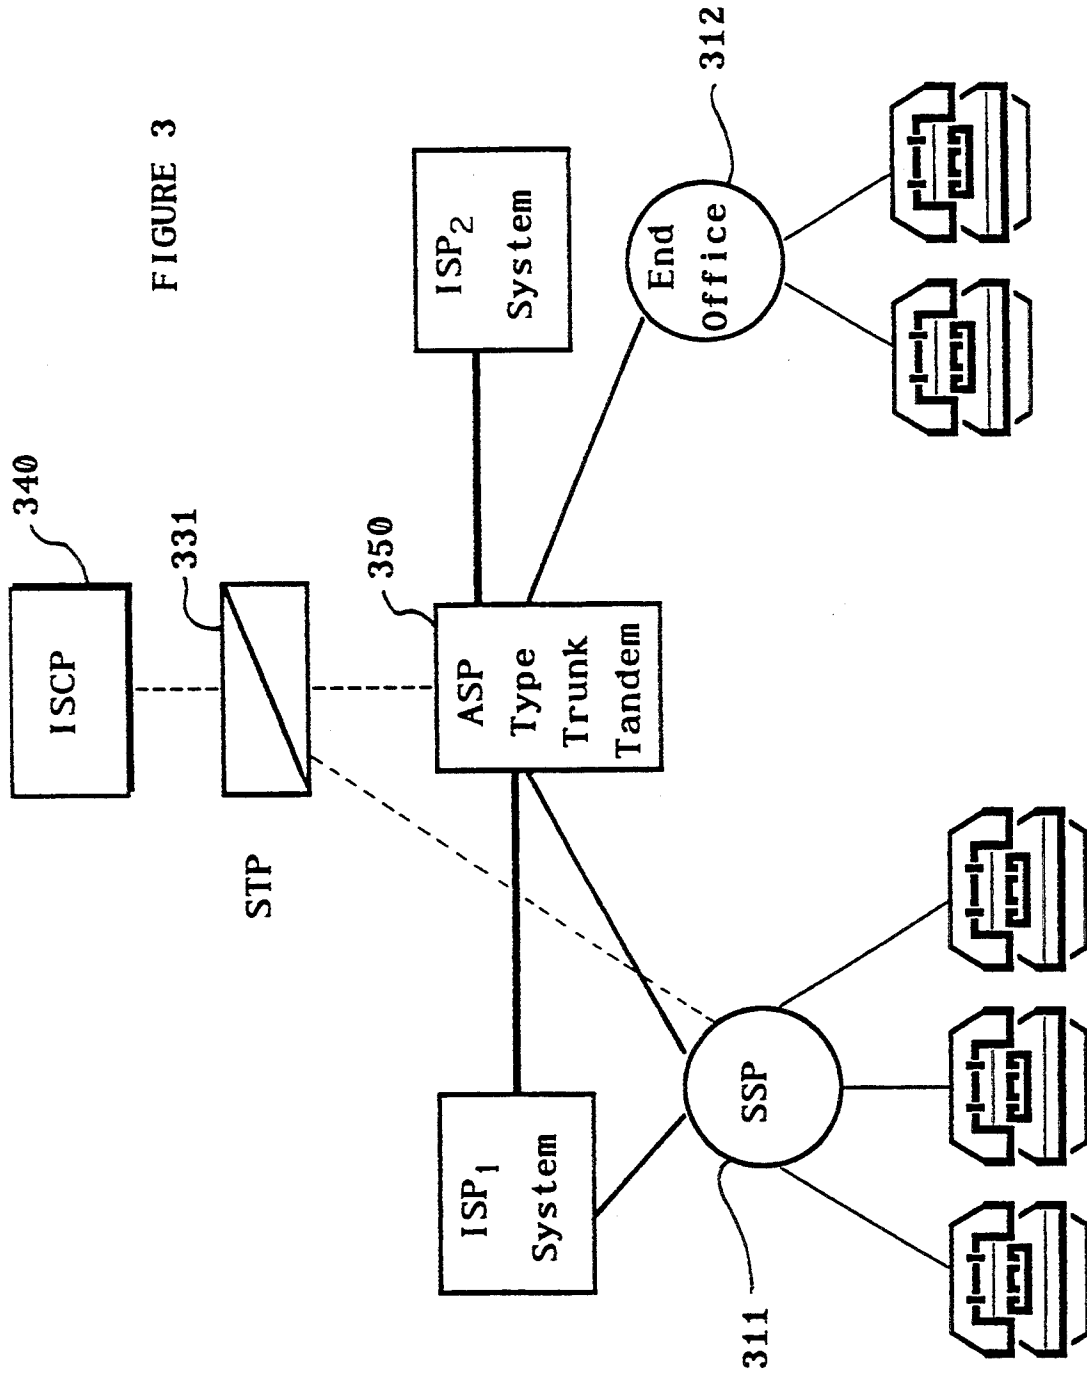 FIGURE 3
ISCP
340
331
STP
350
ASP
Type
Trunk
Tandem
ISP1
System
ISP2
System
SSP
311
End
Office
312